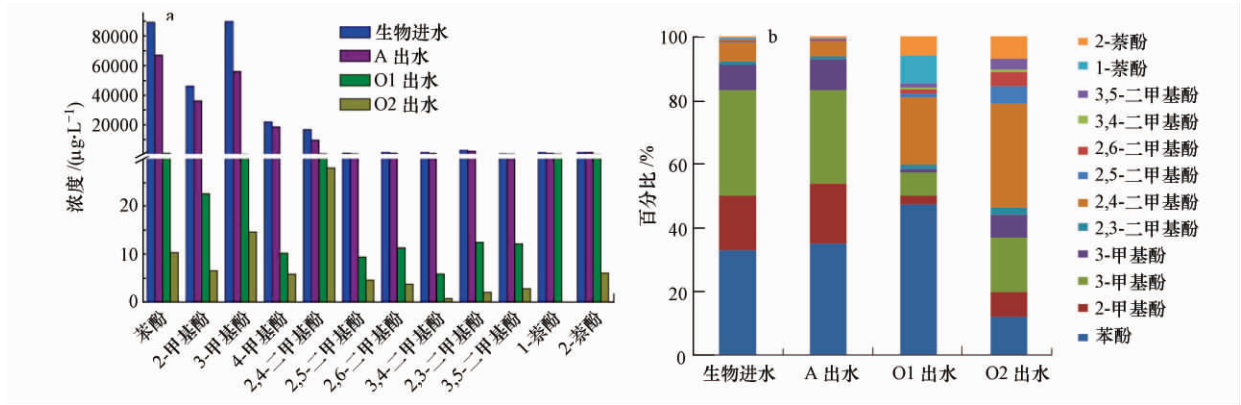 a
生物进水
A 出水
O1 出水
O2 出水
浓度/(μg·L⁻¹)
80000
60000
40000
20000
20
10
0
苯酚
2-甲基酚
3-甲基酚
4-甲基酚
2,4-二甲基酚
2,5-二甲基酚
2,6-二甲基酚
3,4-二甲基酚
2,3-二甲基酚
3,5-二甲基酚
1-萘酚
2-萘酚
b
百分比/%
100
80
60
40
20
0
生物进水
A 出水
O1 出水
O2 出水
2-萘酚
1-萘酚
3,5-二甲基酚
3,4-二甲基酚
2,6-二甲基酚
2,5-二甲基酚
2,4-二甲基酚
2,3-二甲基酚
3-甲基酚
3-甲基酚
2-甲基酚
苯酚